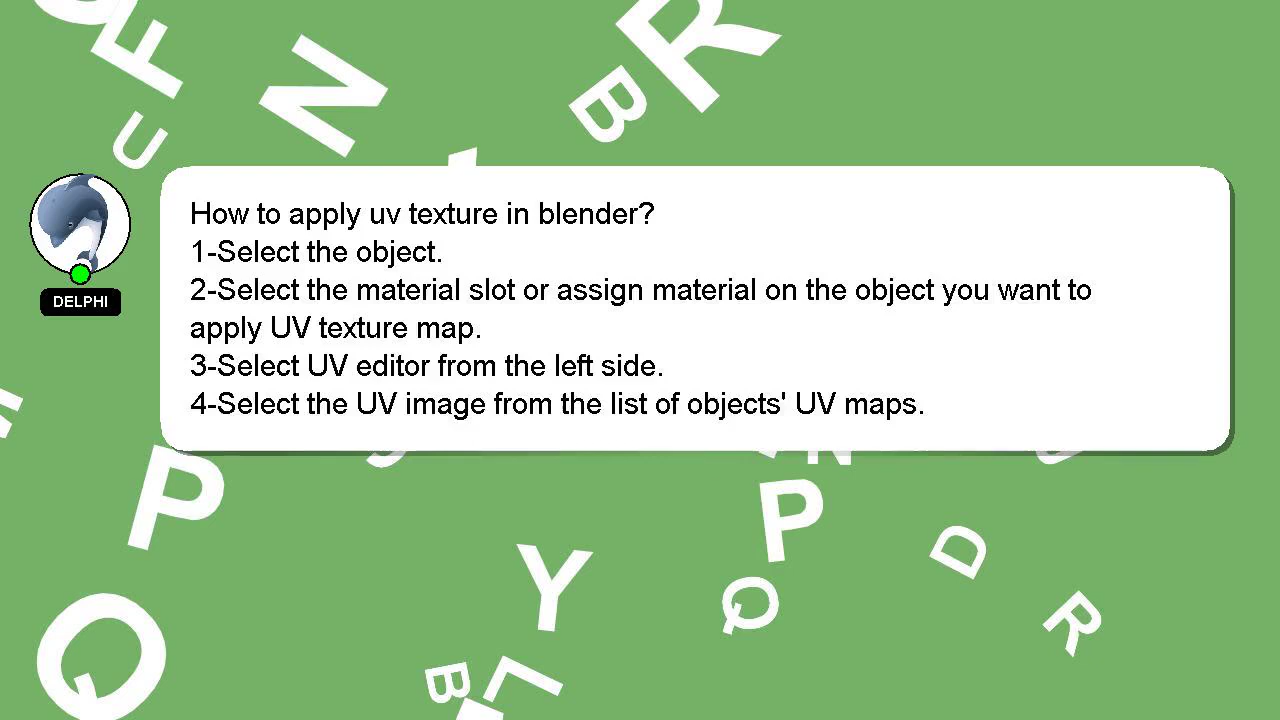 How to apply uv texture in blender?
1-Select the object.
2-Select the material slot or assign material on the object you want to
apply UV texture map.
3-Select UV editor from the left side.
4-Select the UV image from the list of objects' UV maps.
DELPHI
F
N
U
B
R
P
Q
Y
B
L
N
P
Q
D
R